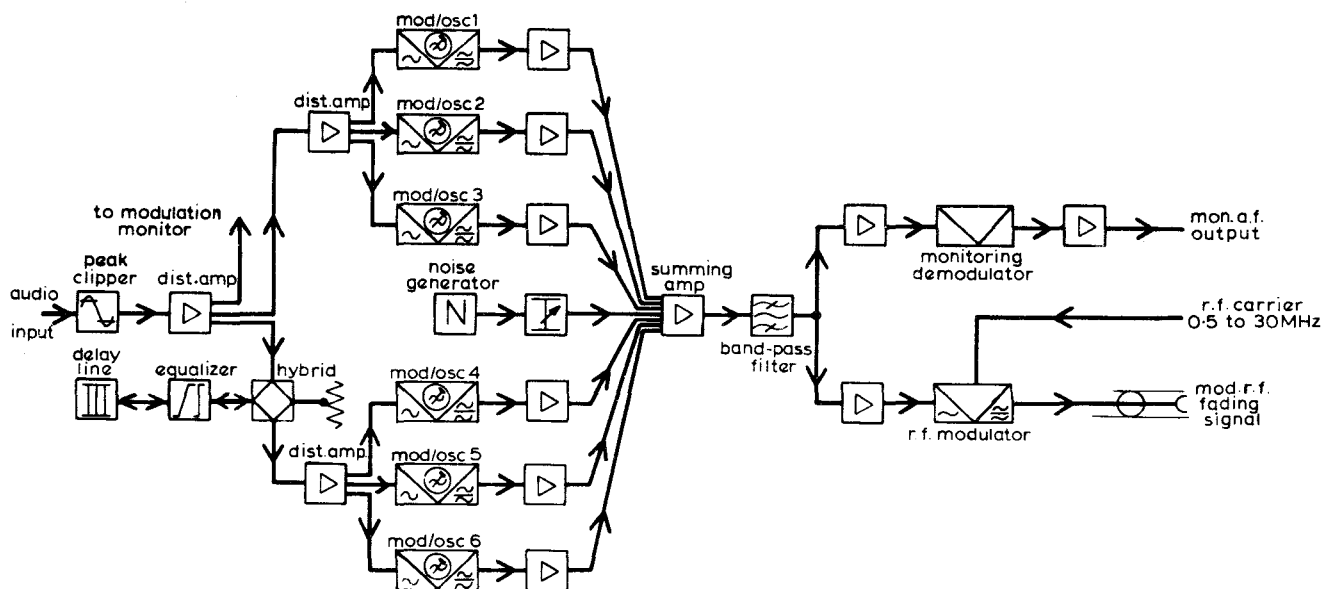 mod/osc1
dist.amp
mod/osc2
mod/osc 3
to modulation
monitor
peak
clipper
dist.amp
audio
input
noise
generator
N
summing
amp
band-pass
filter
monitoring
demodulator
mon.a.f.
output
r.f. carrier
0·5 to 30MHz
delay
line
equalizer
hybrid
mod/osc 4
dist.amp.
mod/osc 5
mod/osc 6
r.f. modulator
mod.r.f.
fading
signal